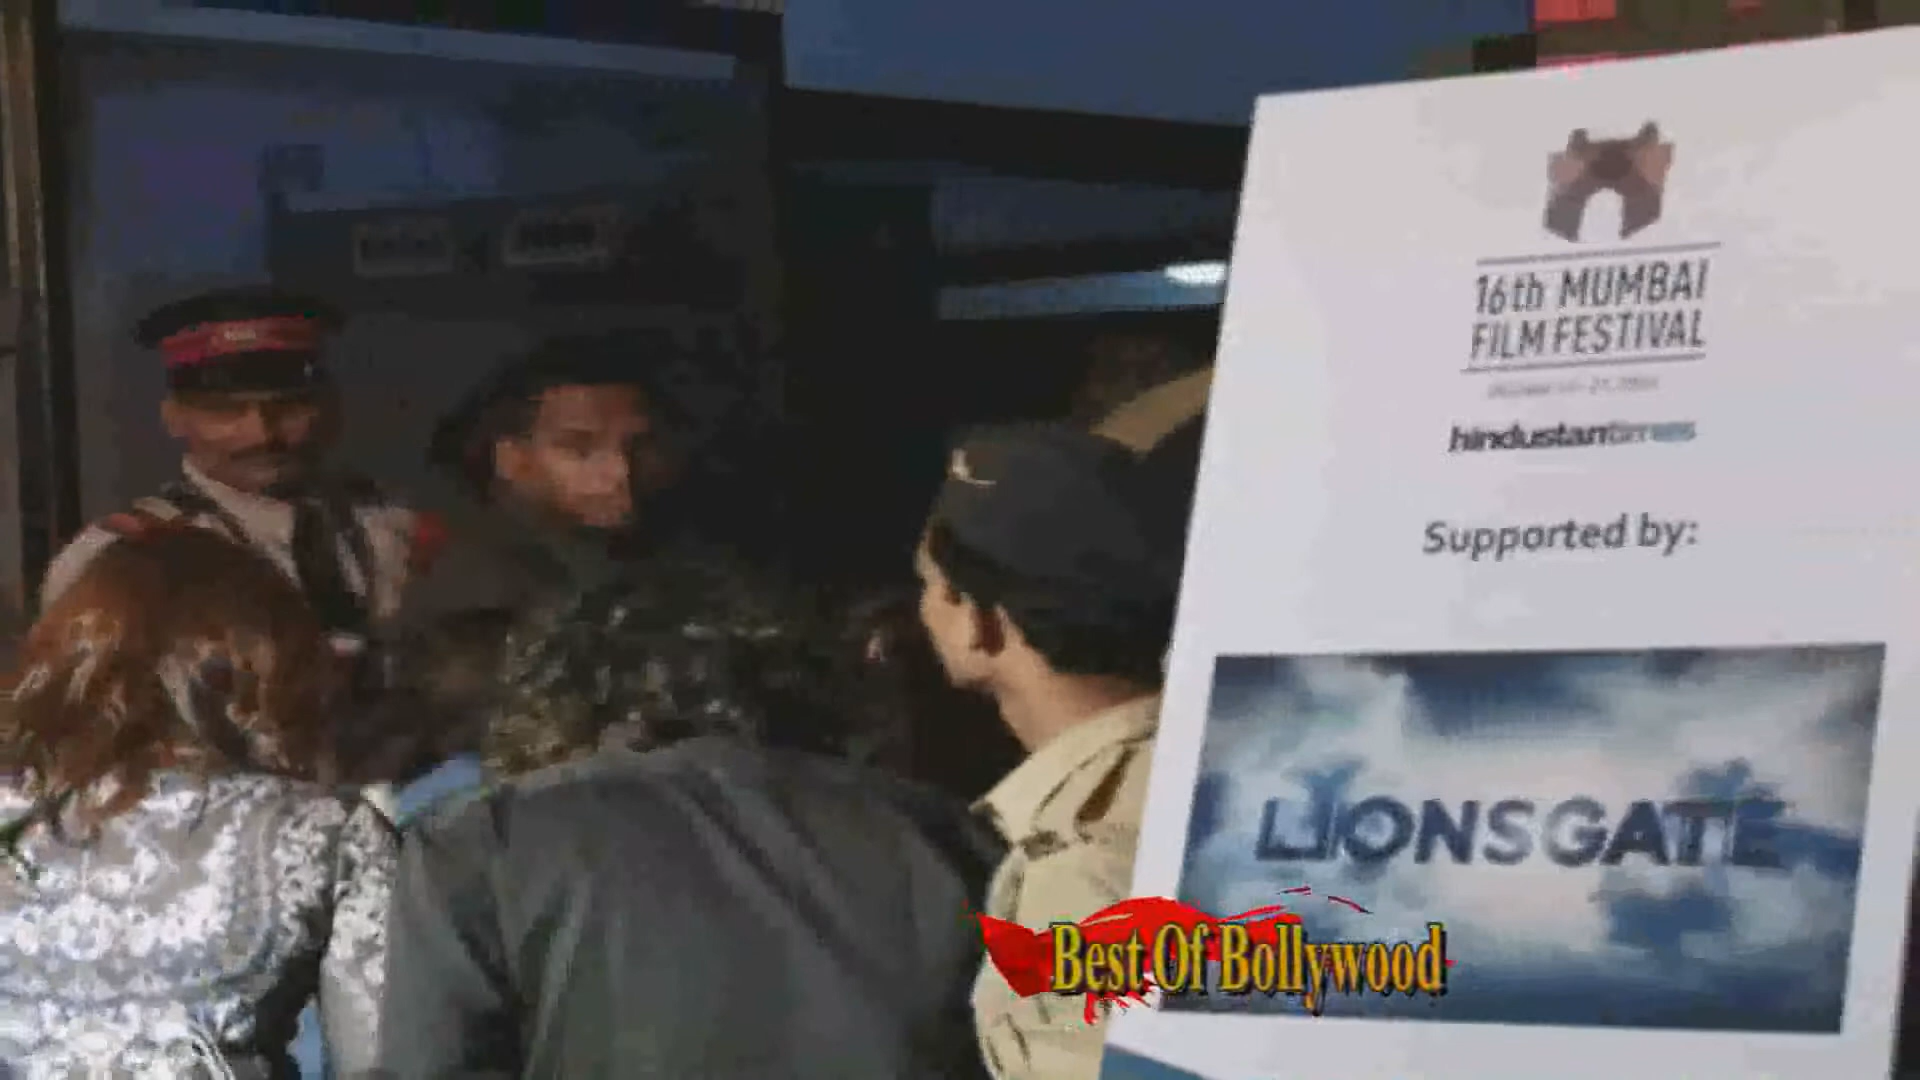 16th MUMBAI
FILM FESTIVAL
hindustantimes
Supported by:
LIONSGATE
Best Of Bollywood